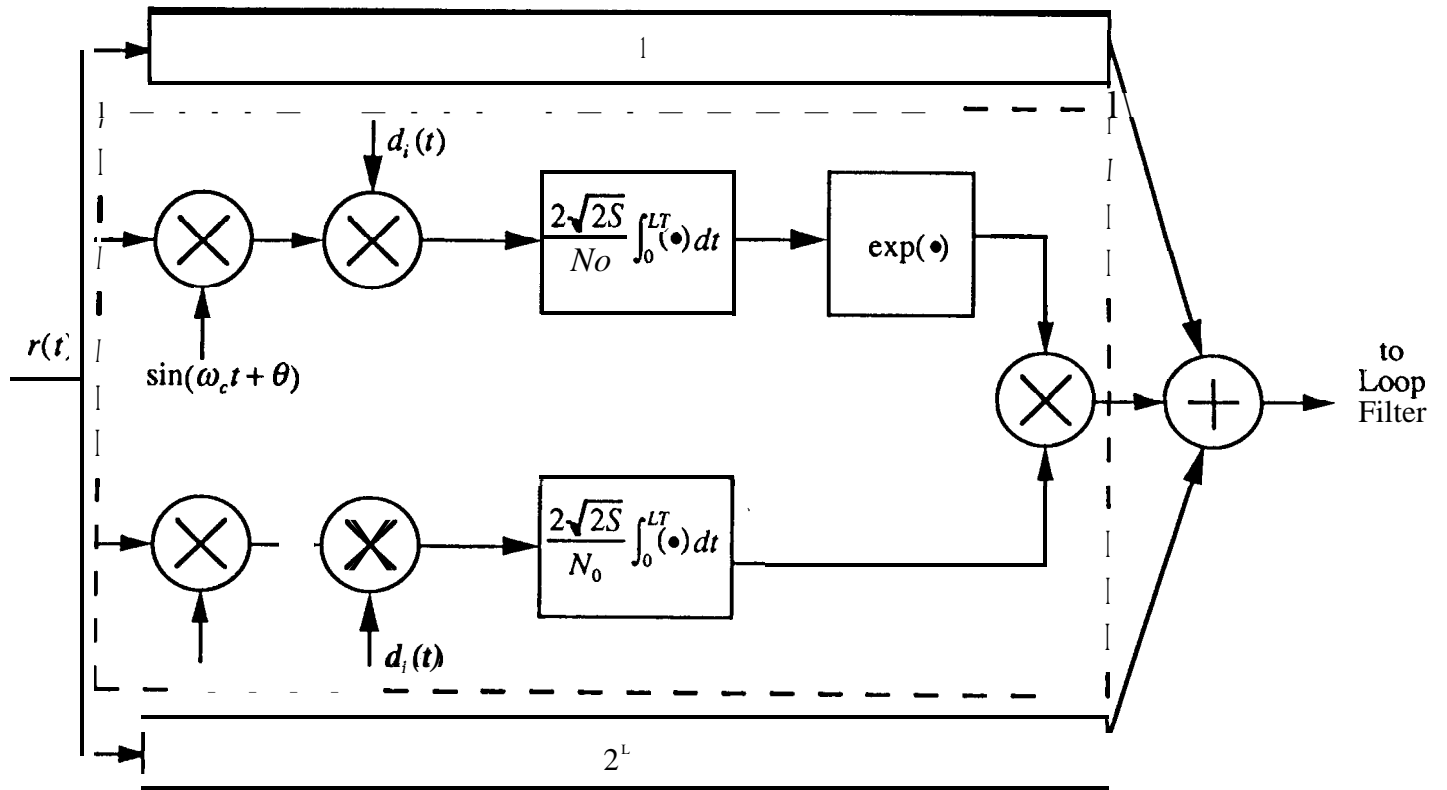 1
d_i(t)
2√2S / No ∫_0^LT (•) dt
exp(•)
r(t)
sin(ω_c t + θ)
to
Loop
Filter
2√2S / N_0 ∫_0^LT (•) dt
d_i(t)
2^L